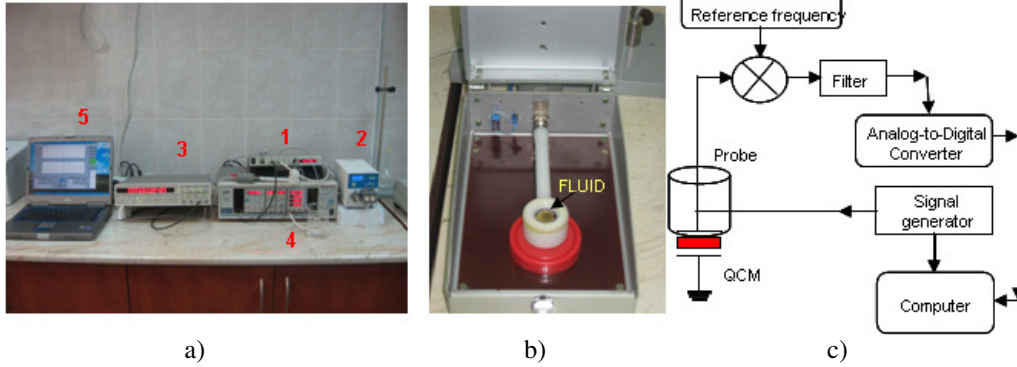 5
3
1
2
4
FLUID
Reference frequency
Filter
Analog-to-Digital
Converter
Probe
Signal
generator
QCM
Computer
a)
b)
c)